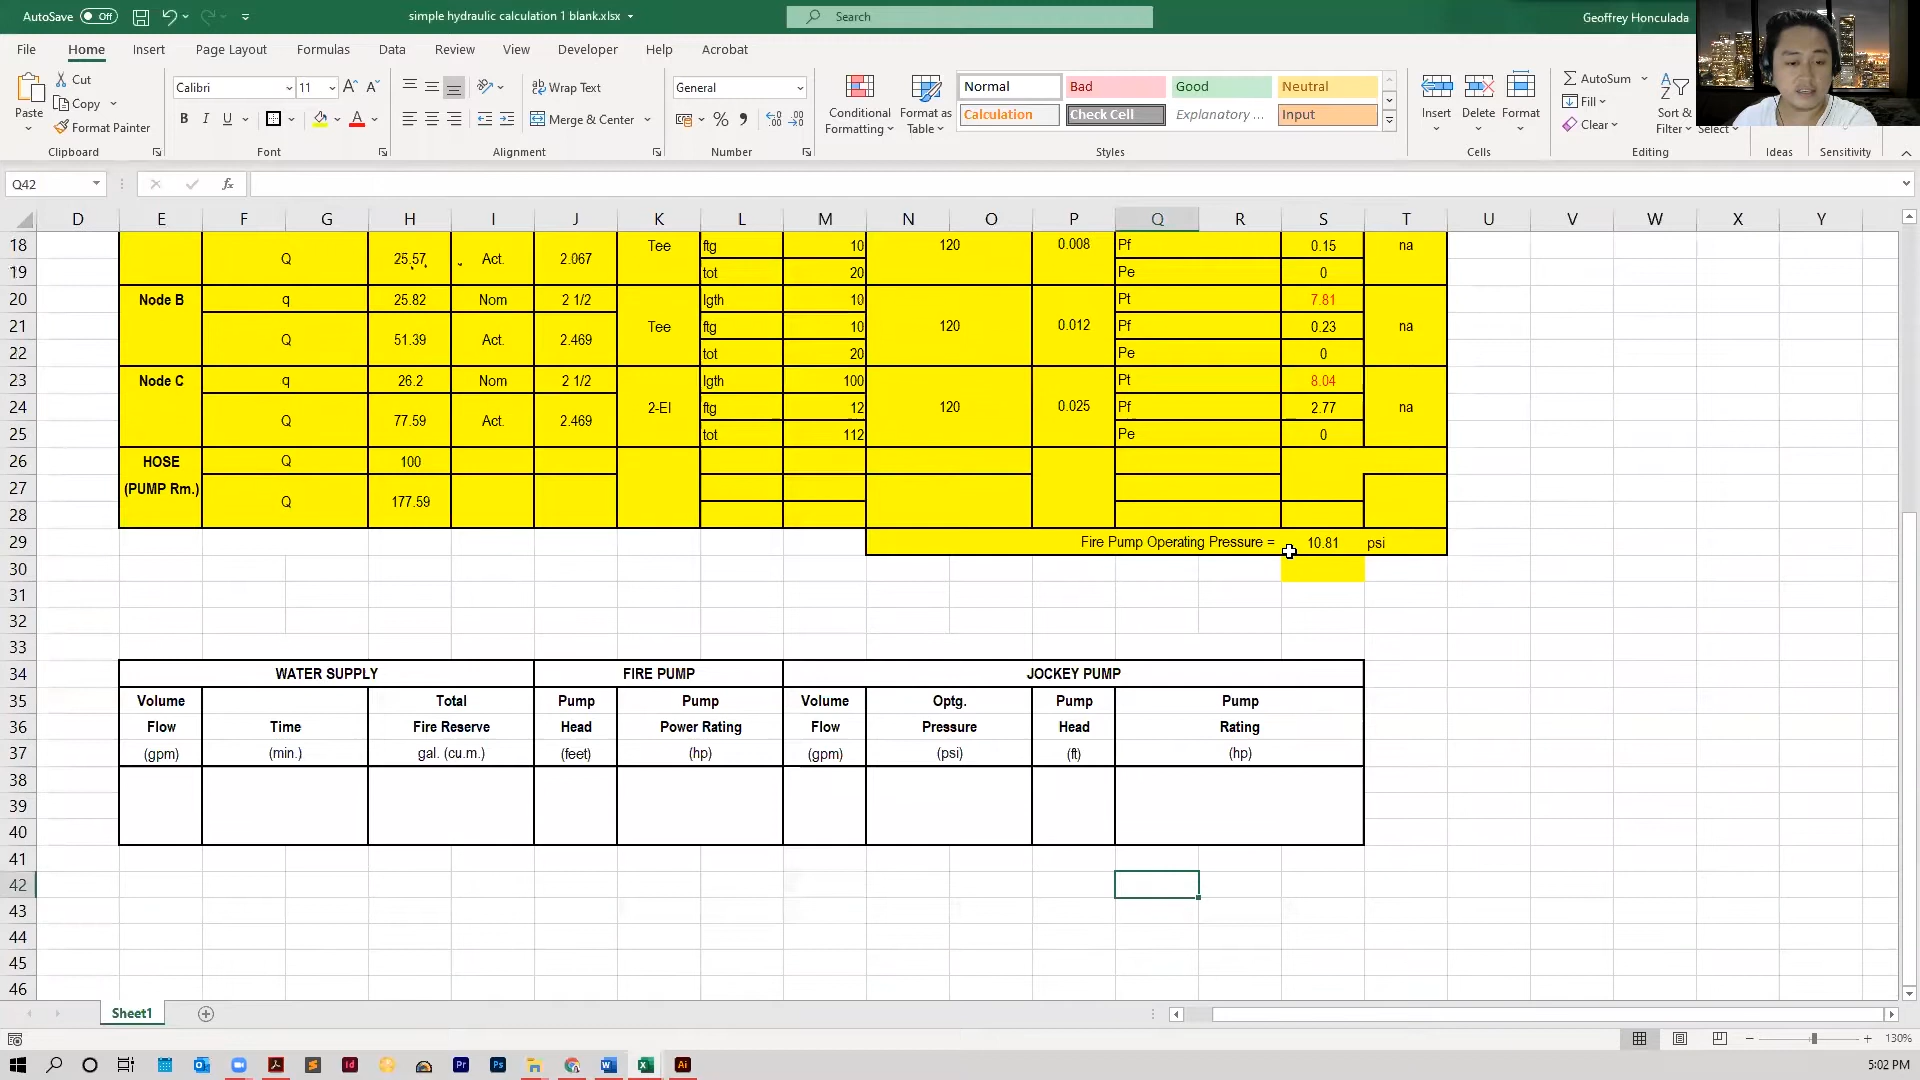 AutoSave Off simple hydraulic calculation 1 blank.xlsx Search Geoffrey Honculada
File Home Insert Page Layout Formulas Data Review View Developer Help Acrobat
Paste Cut Copy Format Painter
Clipboard
Calibri 11
B I U
Font
Wrap Text
Merge & Center
Alignment
General
Number
Conditional Formatting
Format as Table
Normal Bad Good Neutral
Calculation Check Cell Explanatory ... Input
Styles
Insert Delete Format
Cells
AutoSum
Fill
Clear
Sort & Filter Select
Editing
Ideas Sensitivity
Q42 fx
D E F G H I J K L M N O P Q R S T U V W X Y
18 Q 25.57 Act. 2.067 Tee ftg 10 120 0.008 Pf 0.15 na
19 tot 20 Pe 0
20 Node B q 25.82 Nom 2 1/2 lgth 10 Pt 7.81
21 Q 51.39 Act. 2.469 Tee ftg 10 120 0.012 Pf 0.23 na
22 tot 20 Pe 0
23 Node C q 26.2 Nom 2 1/2 lgth 100 Pt 8.04
24 Q 77.59 Act. 2.469 2-El ftg 12 120 0.025 Pf 2.77 na
25 tot 112 Pe 0
26 HOSE Q 100
27 (PUMP Rm.) Q 177.59
28
29 Fire Pump Operating Pressure = 10.81 psi
30
31
32
33
34 WATER SUPPLY FIRE PUMP JOCKEY PUMP
35 Volume Total Pump Pump Volume Optg. Pump Pump
36 Flow Time Fire Reserve Head Power Rating Flow Pressure Head Rating
37 (gpm) (min.) gal. (cu.m.) (feet) (hp) (gpm) (psi) (ft) (hp)
38
39
40
41
42
43
44
45
46
Sheet1
130%
5:02 PM